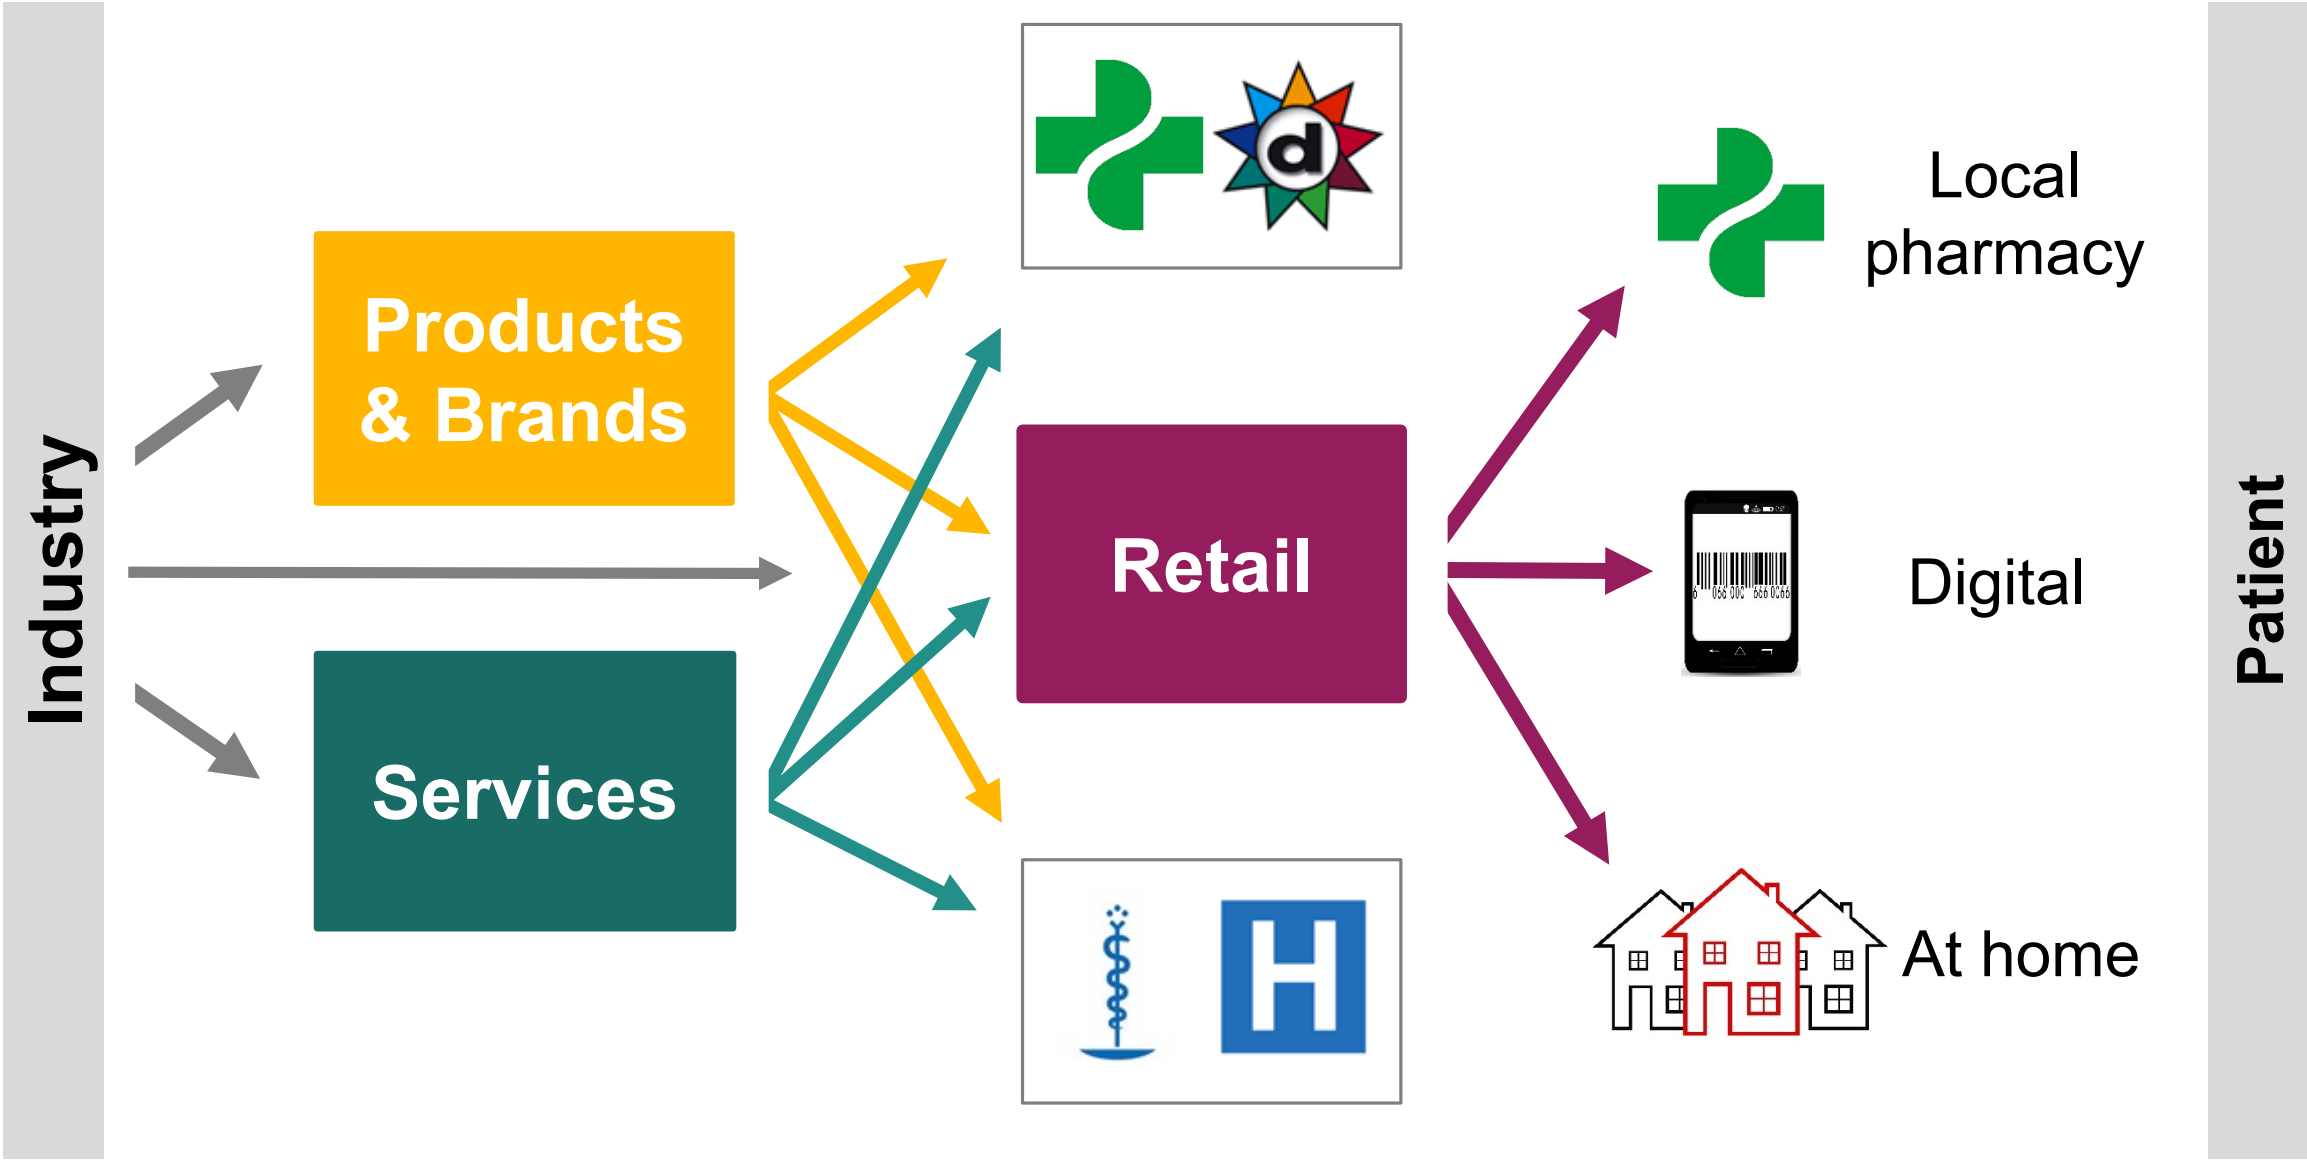 Industry
Products
& Brands
Services
d
Retail
H
Local
pharmacy
Digital
At home
Patient